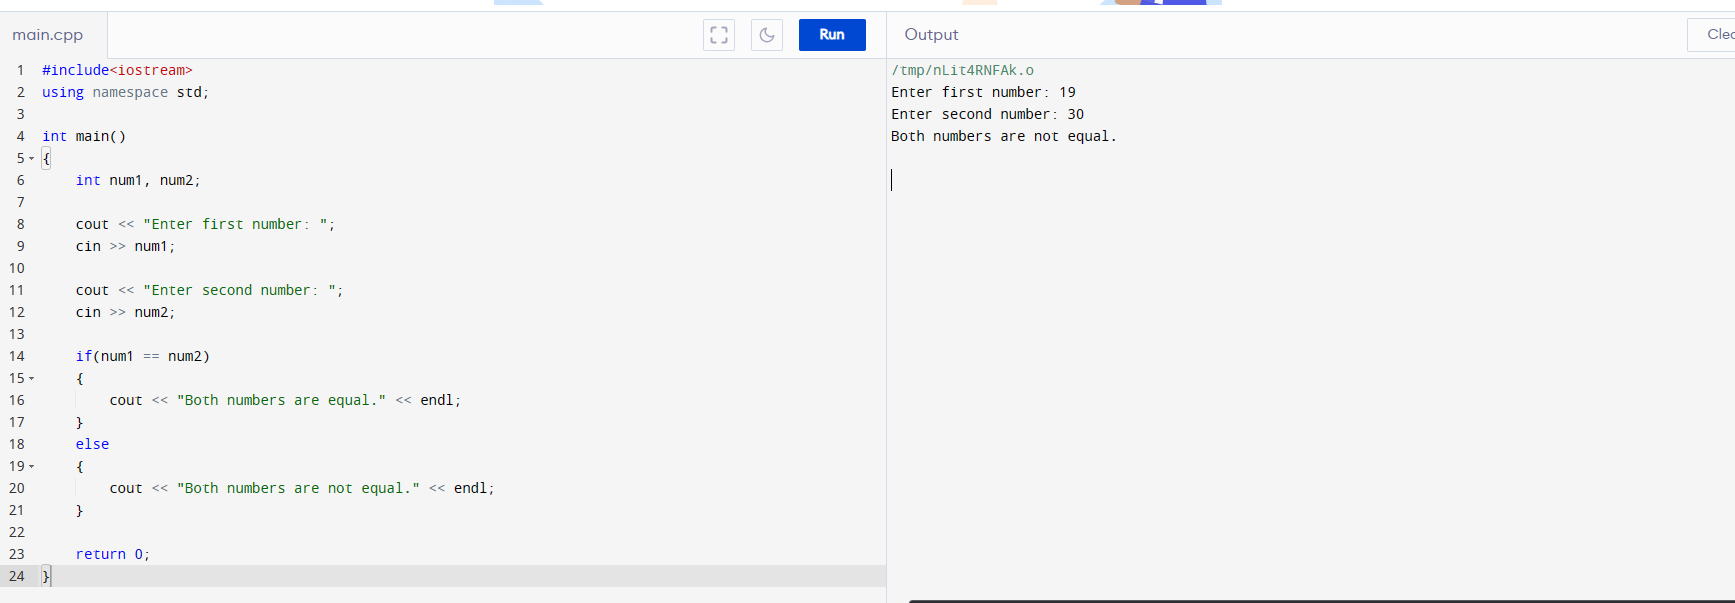 main.cpp
Run
#include<iostream>
using namespace std;
int main()
{
int num1, num2;
cout << "Enter first number: ";
cin >> num1;
cout << "Enter second number: ";
cin >> num2;
if(num1 == num2)
{
cout << "Both numbers are equal." << endl;
}
else
{
cout << "Both numbers are not equal." << endl;
}
return 0;
}
1
2
3
4
5
6
7
8
9
10
11
12
13
14
15
16
17
18
19
20
21
22
23
24
Output
/tmp/nLit4RNFAk.o
Enter first number: 19
Enter second number: 30
Both numbers are not equal.